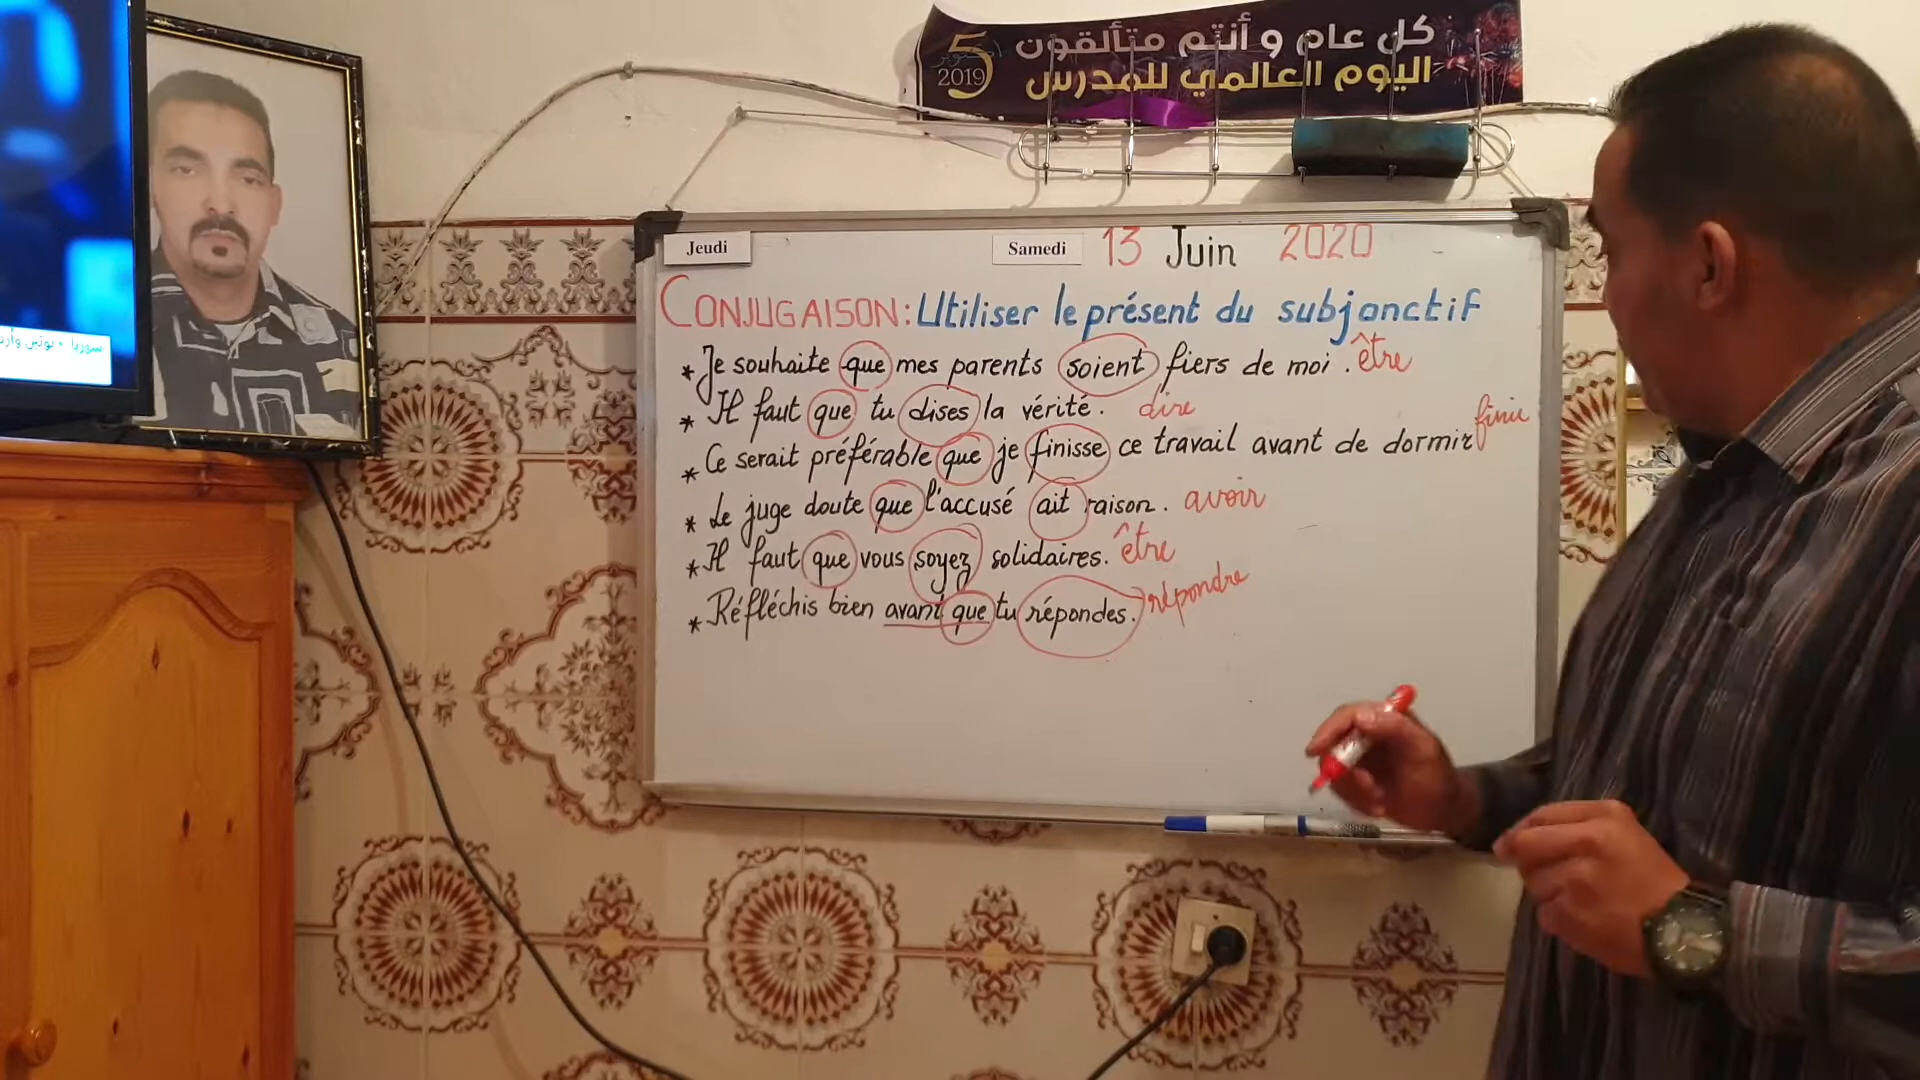 كل عام و أنتم متألقون
5 أكتوبر
2019
اليوم العالمي للمدرس
Jeudi
Samedi 13 Juin 2020
CONJUGAISON: Utiliser le présent du subjonctif
* Je souhaite que mes parents soient fiers de moi. être
* Il faut que tu dises la vérité. dire
* Ce serait préférable que je finisse ce travail avant de dormir finir
* Le juge doute que l'accusé ait raison. avoir
* Il faut que vous soyez solidaires. être
* Réfléchis bien avant que tu répondes. répondre